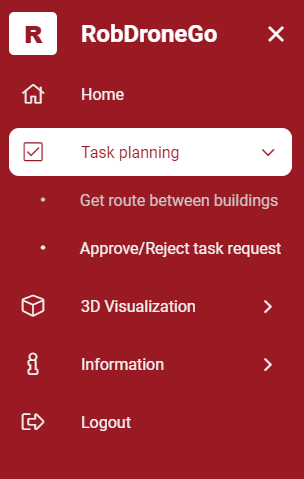 R RobDroneGo
Home
Task planning
Get route between buildings
Approve/Reject task request
3D Visualization
Information
Logout